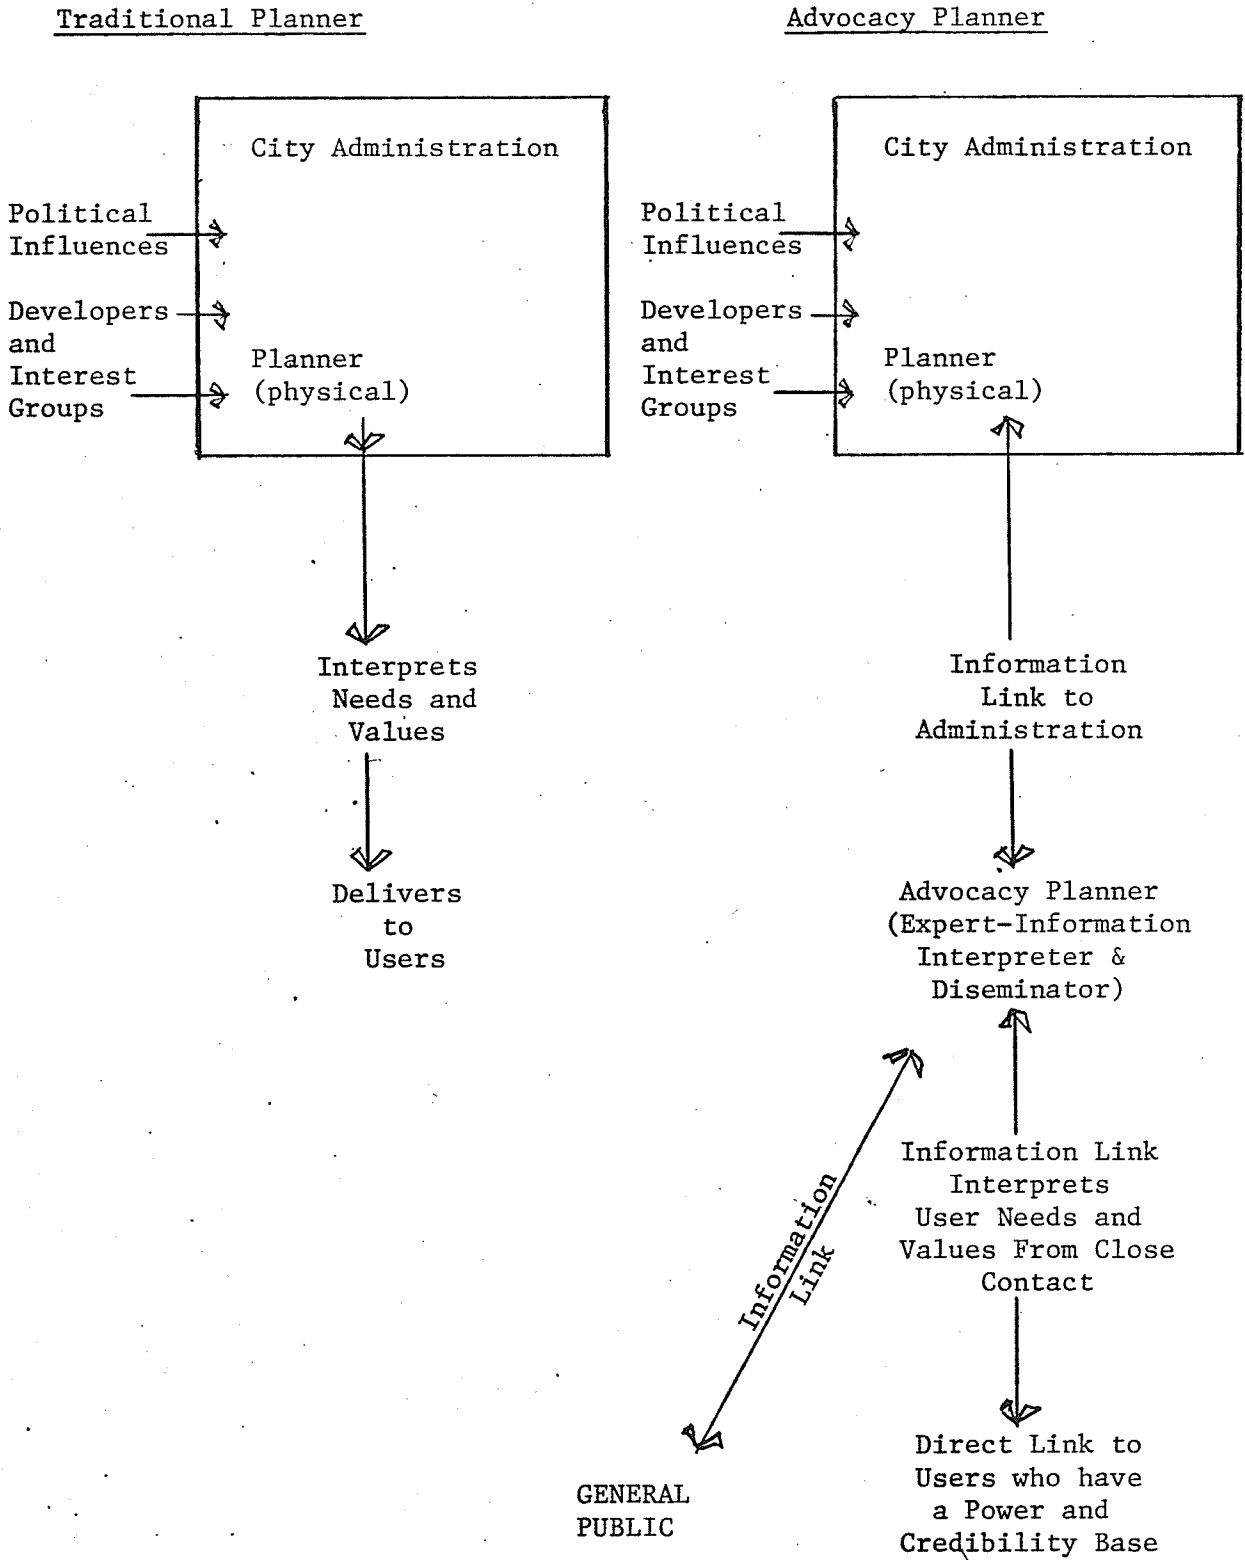 Traditional Planner
City Administration
Political
Influences
Developers
and
Interest
Groups
Planner
(physical)
Interprets
Needs and
Values
Delivers
to
Users
Advocacy Planner
City Administration
Political
Influences
Developers
and
Interest
Groups
Planner
(physical)
Information
Link to
Administration
Advocacy Planner
(Expert-Information
Interpreter &
Diseminator)
Information
Link
Information Link
Interprets
User Needs and
Values From Close
Contact
GENERAL
PUBLIC
Direct Link to
Users who have
a Power and
Credibility Base